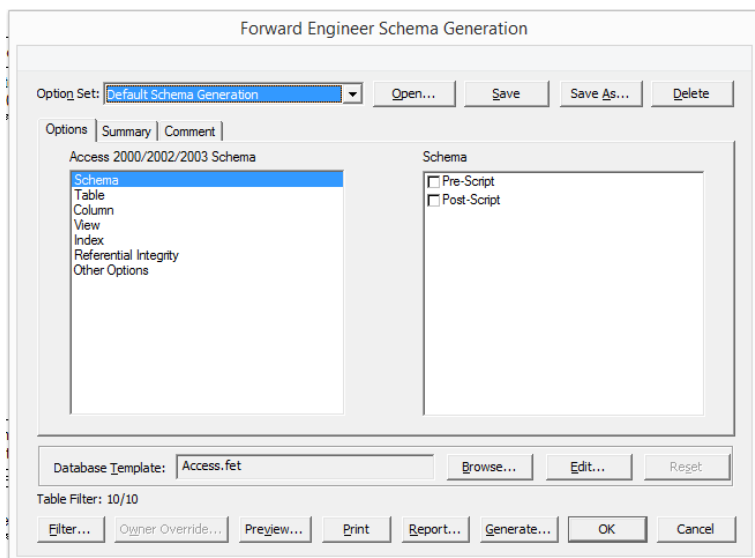 Forward Engineer Schema Generation
Option Set: Default Schema Generation Open... Save Save As... Delete
Options Summary Comment
Access 2000/2002/2003 Schema Schema
Schema Pre-Script
Table Post-Script
Column
View
Index
Referential Integrity
Other Options
Database Template: Access.fet Browse... Edit... Reset
Table Filter: 10/10
Filter... Owner Override... Preview... Print Report... Generate... OK Cancel